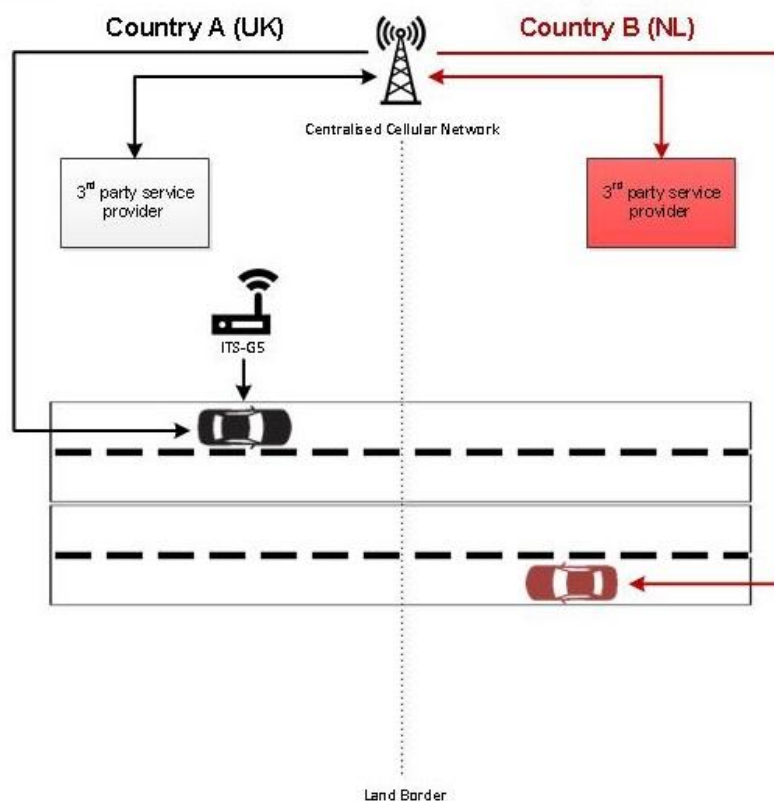 Country A (UK)
Country B (NL)
Centralised Cellular Network
3rd party service
provider
3rd party service
provider
ITS-G5
Land Border